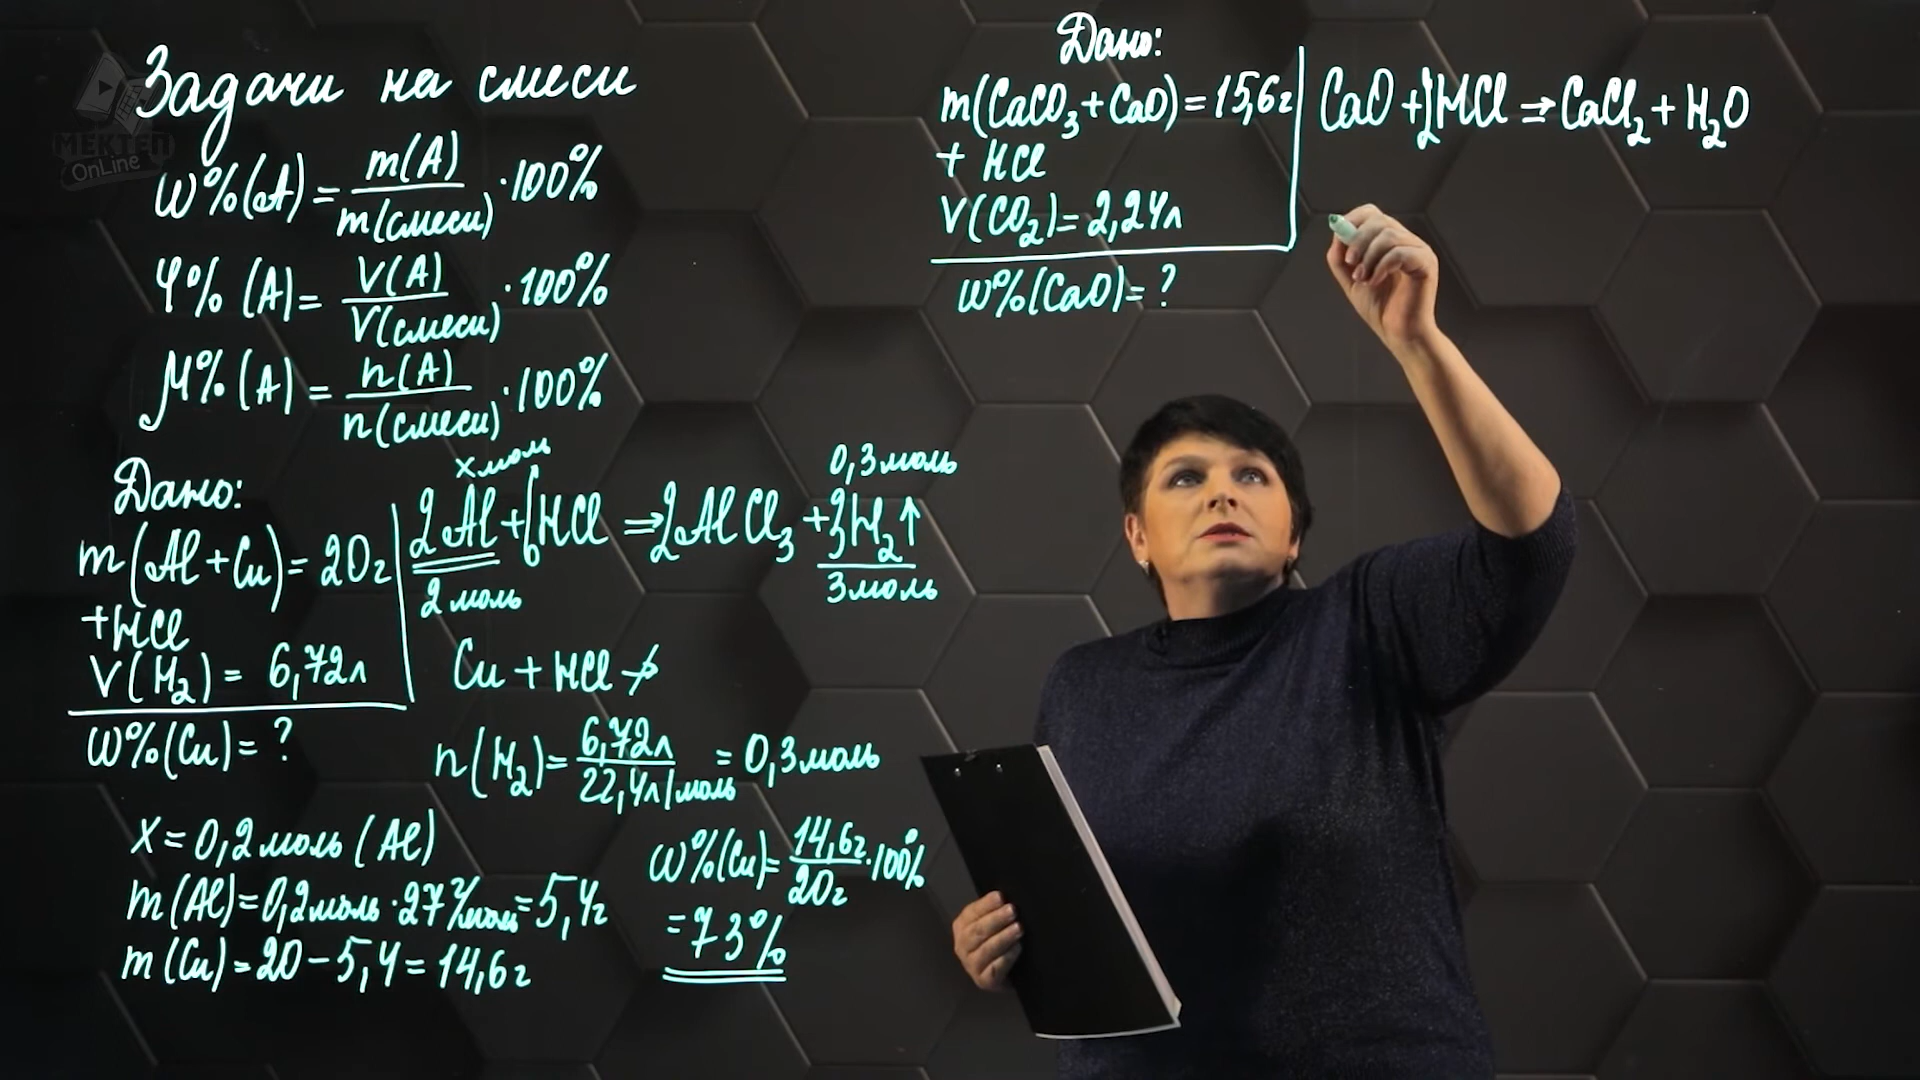 МЕКТЕП
OnLine
Задачи на смеси
ω%(A) = m(A) / m(смеси) · 100%
φ% (A) = V(A) / V(смеси) · 100%
μ% (A) = n(A) / n(смеси) · 100%
Дано:
m(Al + Cu) = 20г
+HCl
V(H₂) = 6,72л
ω%(Cu) = ?
x моль
0,3 моль
2Al + 6HCl ⇒ 2AlCl₃ + 3H₂↑
2 моль
3 моль
Cu + HCl ↛
n(H₂) = 6,72л / 22,4л/моль = 0,3 моль
X = 0,2 моль (Al)
m(Al) = 0,2 моль · 27 г/моль = 5,4г
m(Cu) = 20 – 5,4 = 14,6г
ω%(Cu) = 14,6г / 20г · 100%
= 73%
Дано:
m(CaCO₃ + CaO) = 15,6г
+ HCl
V(CO₂) = 2,24л
ω%(CaO) = ?
CaO + 2HCl ⇒ CaCl₂ + H₂O